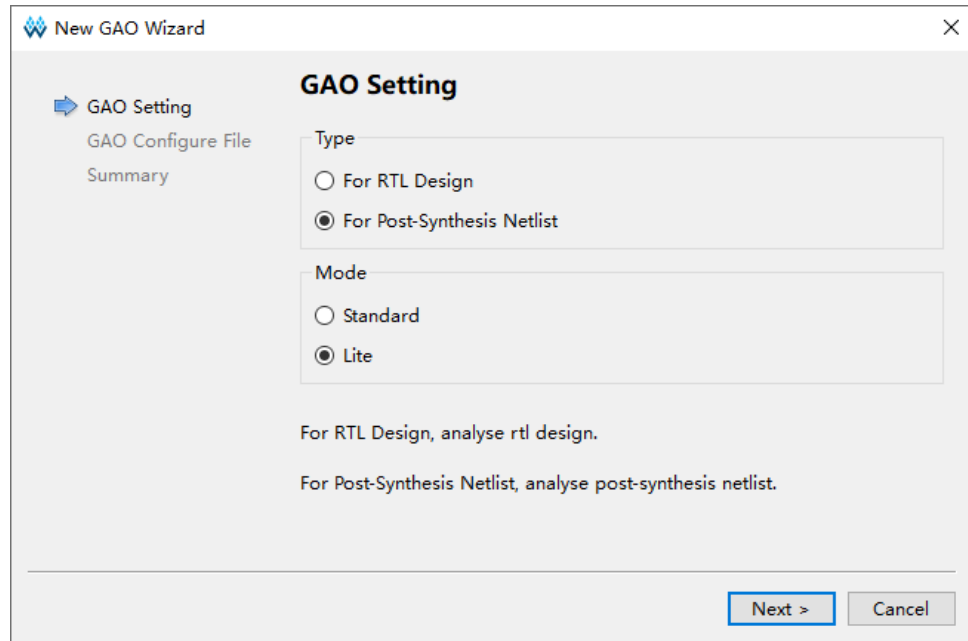 New GAO Wizard
GAO Setting
GAO Configure File
Summary
GAO Setting
Type
For RTL Design
For Post-Synthesis Netlist
Mode
Standard
Lite
For RTL Design, analyse rtl design.
For Post-Synthesis Netlist, analyse post-synthesis netlist.
Next >
Cancel